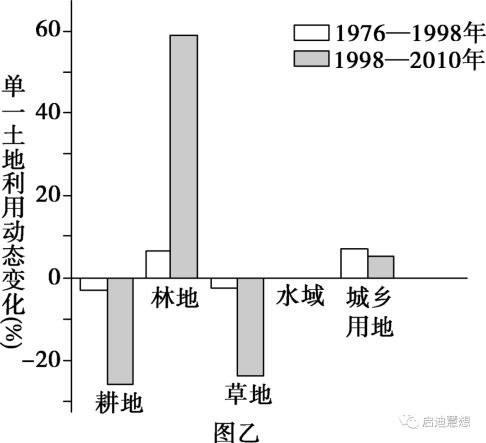 60
40
20
0
−20
单一土地利用动态变化(%)
1976—1998年
1998—2010年
耕地
林地
草地
水域
城乡
用地
图乙
启迪慧想